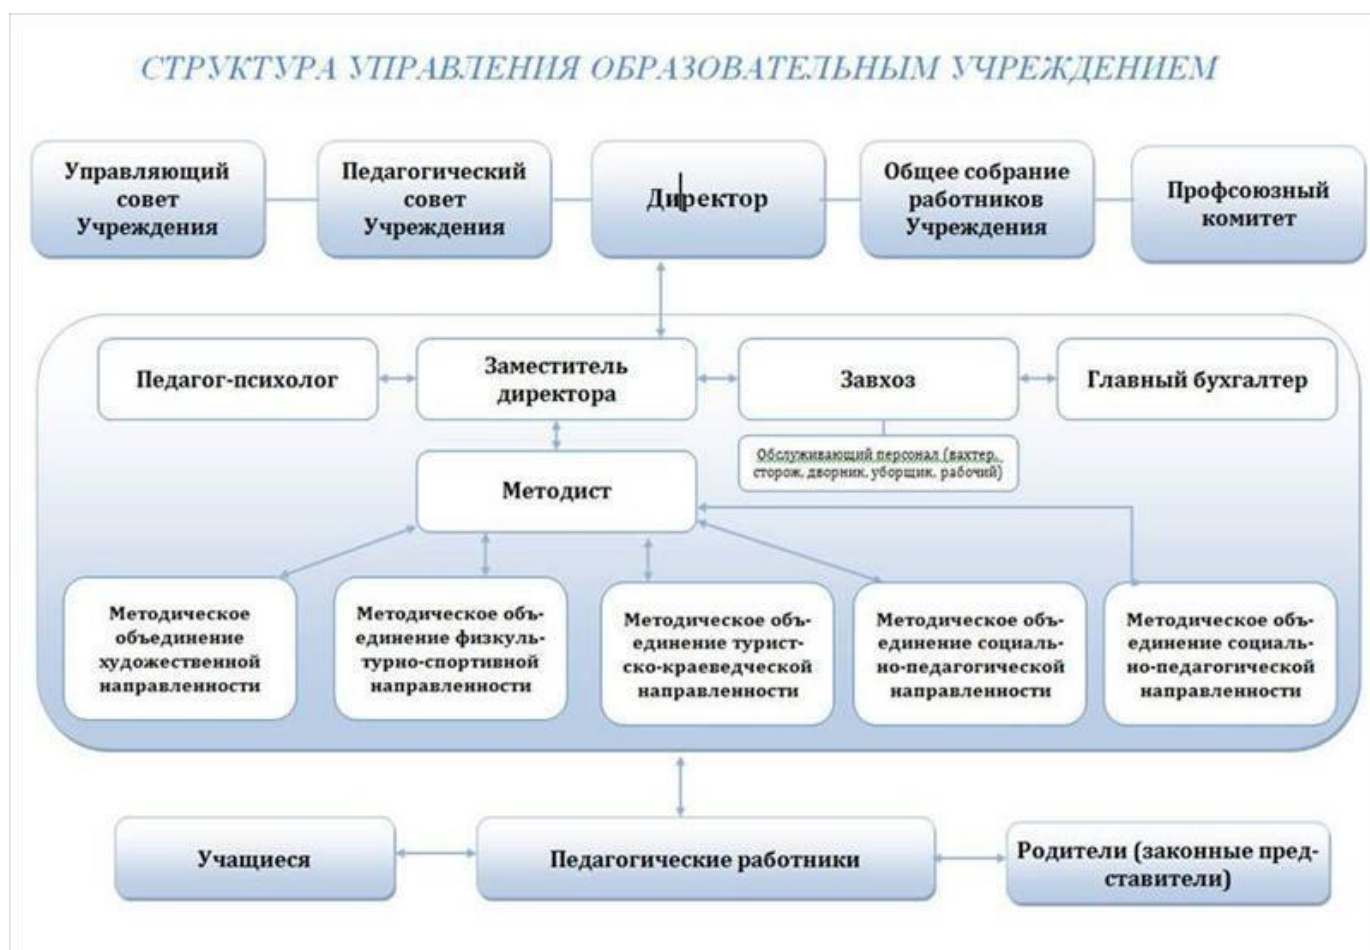 СТРУКТУРА УПРАВЛЕНИЯ ОБРАЗОВАТЕЛЬНЫМ УЧРЕЖДЕНИЕМ
Управляющий
совет
Учреждения
Педагогический
совет
Учреждения
Директор
Общее собрание
работников
Учреждения
Профсоюзный
комитет
Педагог-психолог
Заместитель
директора
Завхоз
Главный бухгалтер
Обслуживающий персонал (вахтер,
сторож, дворник, уборщик, рабочий)
Методист
Методическое
объединение
художественной
направленности
Методическое объ-
единение физкуль-
турно-спортивной
направленности
Методическое объ-
единение турист-
ско-краеведческой
направленности
Методическое объ-
единение социаль-
но-педагогической
направленности
Методическое объ-
единение социаль-
но-педагогической
направленности
Учащиеся
Педагогические работники
Родители (законные пред-
ставители)